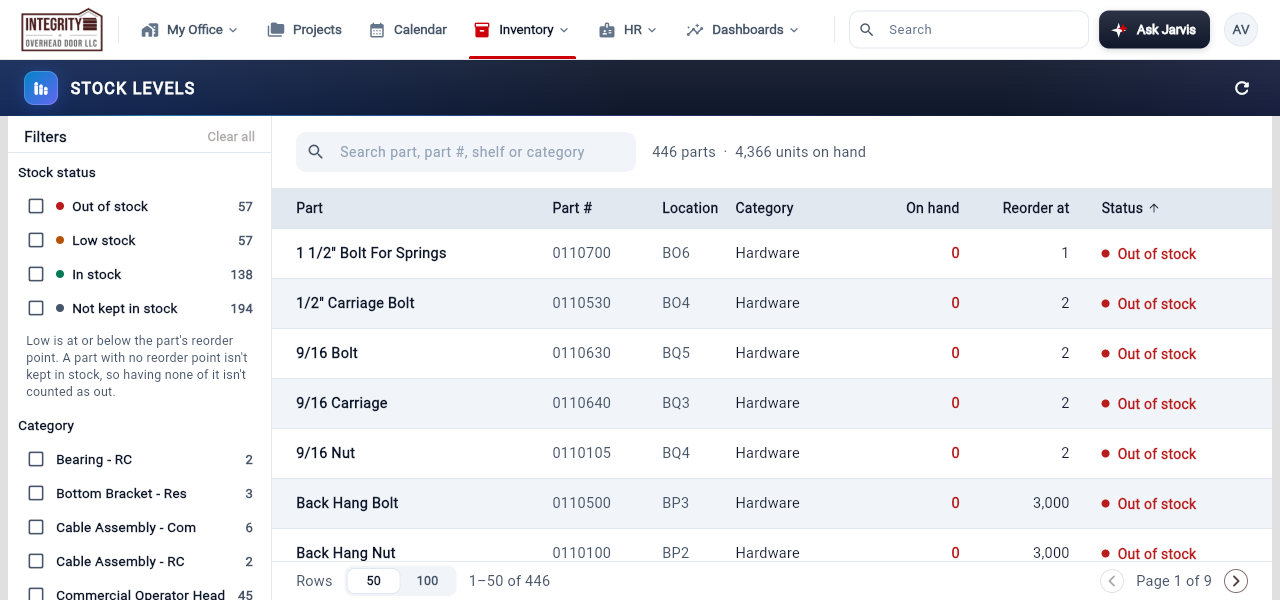 INTEGRITY
OVERHEAD DOOR LLC
My Office
Projects
Calendar
Inventory
HR
Dashboards
Search
Ask Jarvis
AV
STOCK LEVELS
Filters
Clear all
Stock status
Out of stock 57
Low stock 57
In stock 138
Not kept in stock 194
Low is at or below the part's reorder
point. A part with no reorder point isn't
kept in stock, so having none of it isn't
counted as out.
Category
Bearing - RC 2
Bottom Bracket - Res 3
Cable Assembly - Com 6
Cable Assembly - RC 2
Commercial Operator Head 45
Search part, part #, shelf or category
446 parts · 4,366 units on hand
Part Part # Location Category On hand Reorder at Status ↑
1 1/2" Bolt For Springs 0110700 BO6 Hardware 0 1 Out of stock
1/2" Carriage Bolt 0110530 BO4 Hardware 0 2 Out of stock
9/16 Bolt 0110630 BQ5 Hardware 0 2 Out of stock
9/16 Carriage 0110640 BQ3 Hardware 0 2 Out of stock
9/16 Nut 0110105 BQ4 Hardware 0 2 Out of stock
Back Hang Bolt 0110500 BP3 Hardware 0 3,000 Out of stock
Back Hang Nut 0110100 BP2 Hardware 0 3,000 Out of stock
Rows 50 100 1–50 of 446
Page 1 of 9